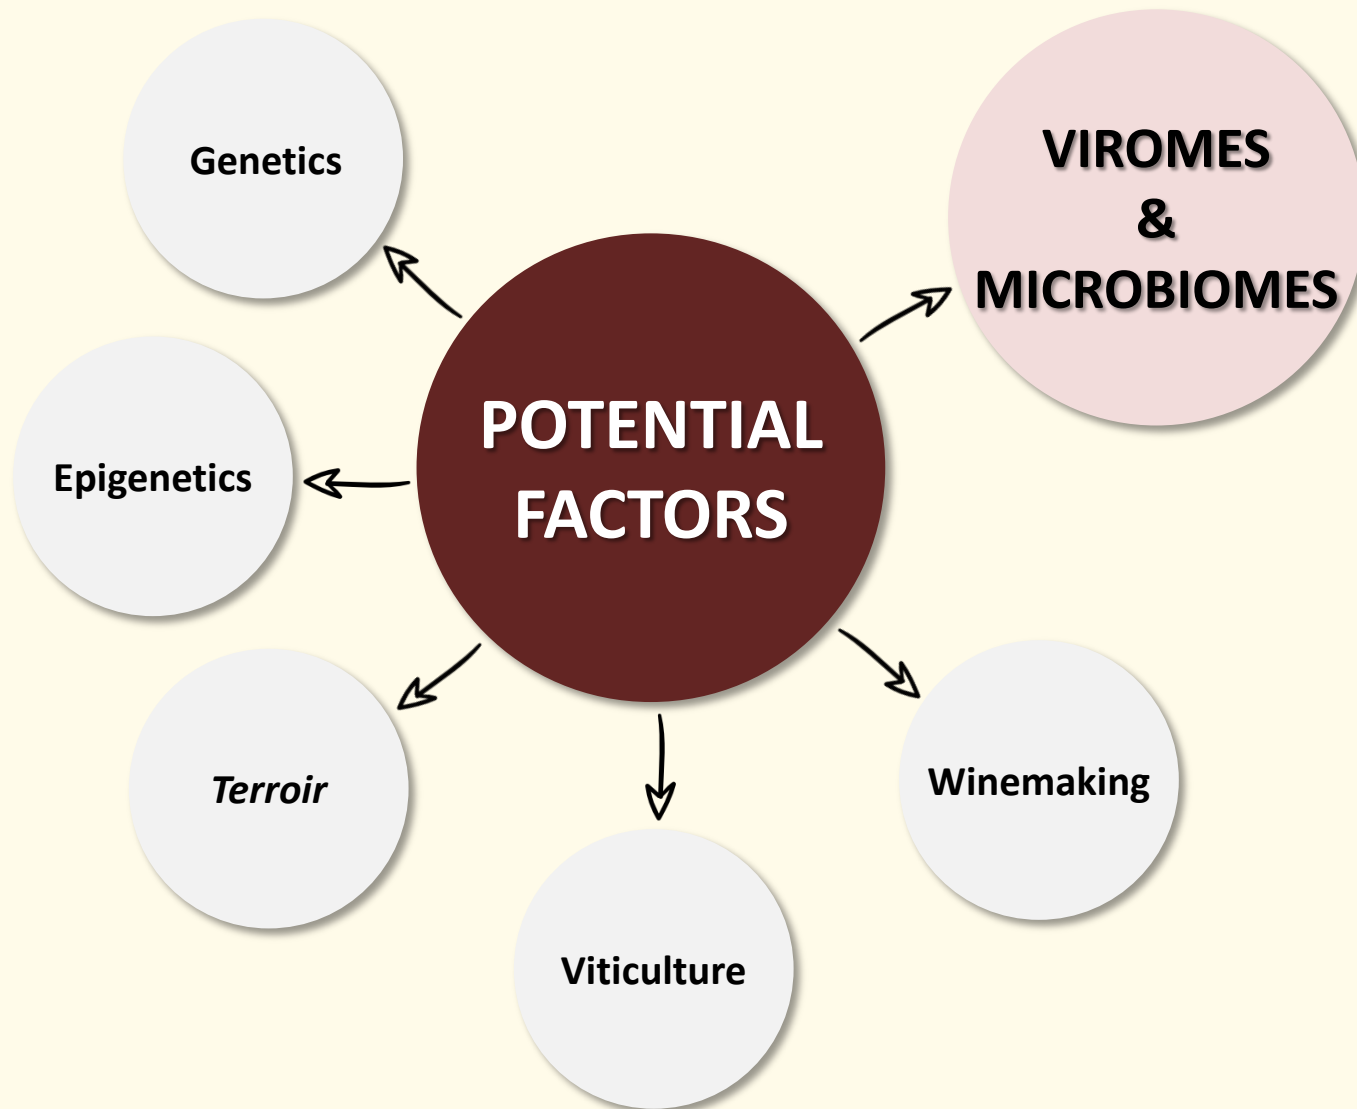 Genetics
VIROMES
&
MICROBIOMES
POTENTIAL
FACTORS
Epigenetics
Terroir
Winemaking
Viticulture